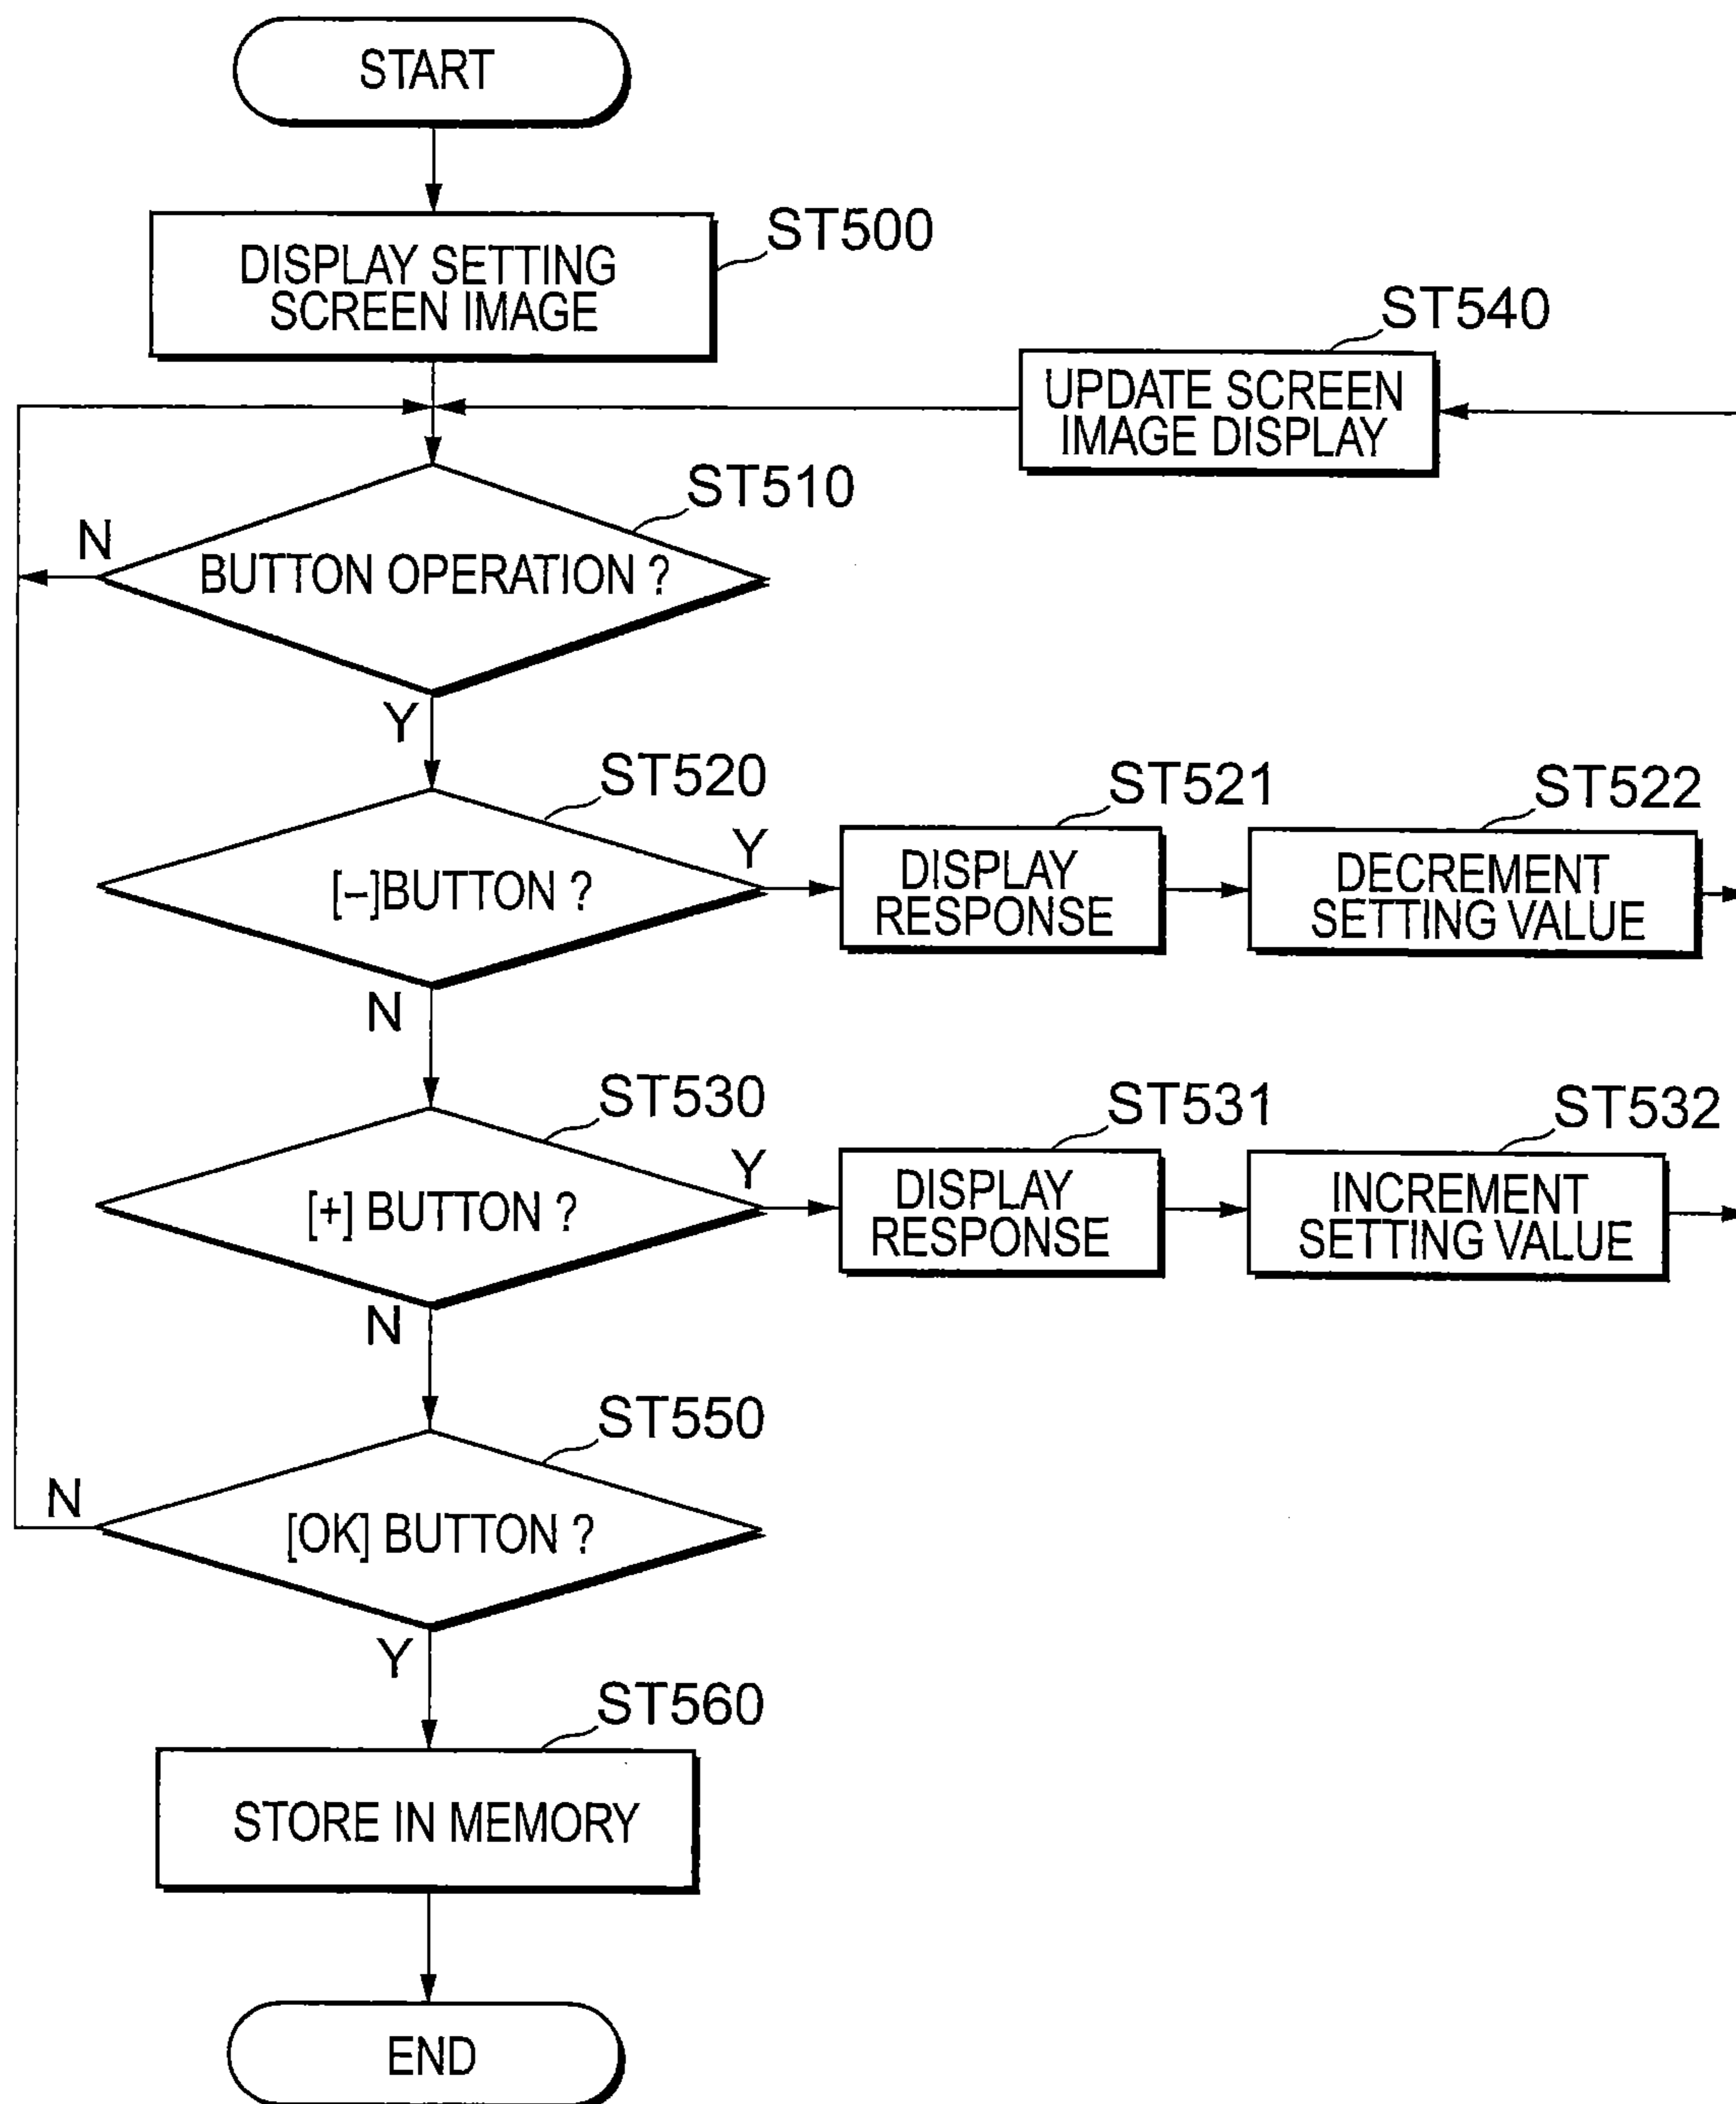 START
ST500
DISPLAY SETTING
SCREEN IMAGE
ST540
UPDATE SCREEN
IMAGE DISPLAY
ST510
N
BUTTON OPERATION ?
Y
ST520
ST521
ST522
Y
[–]BUTTON ?
DISPLAY
RESPONSE
DECREMENT
SETTING VALUE
N
ST530
ST531
ST532
Y
[+] BUTTON ?
DISPLAY
RESPONSE
INCREMENT
SETTING VALUE
N
ST550
N
[OK] BUTTON ?
Y
ST560
STORE IN MEMORY
END